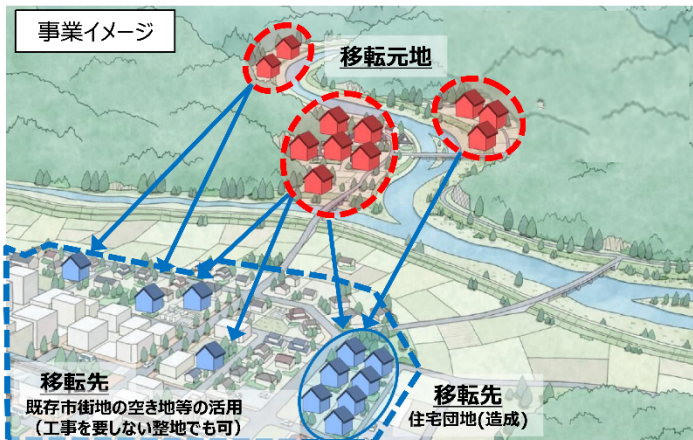 事業イメージ
移転元地
移転先
既存市街地の空き地等の活用
（工事を要しない整地でも可）
移転先
住宅団地(造成)